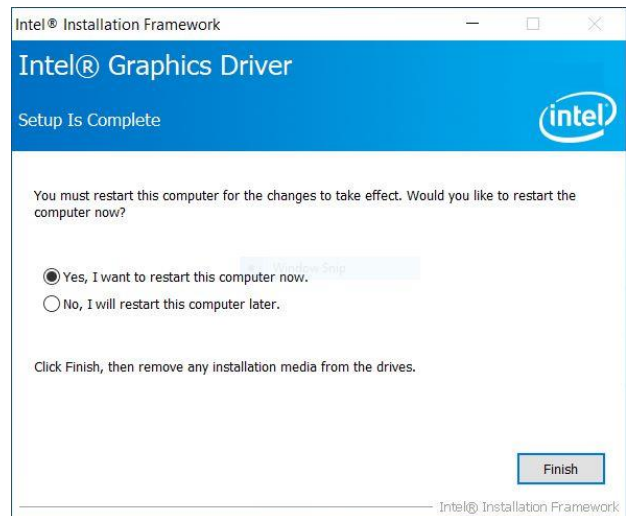 Intel® Installation Framework
Intel® Graphics Driver
Setup Is Complete
intel
You must restart this computer for the changes to take effect. Would you like to restart the
computer now?
Window Snip
Yes, I want to restart this computer now.
No, I will restart this computer later.
Click Finish, then remove any installation media from the drives.
Finish
Intel® Installation Framework